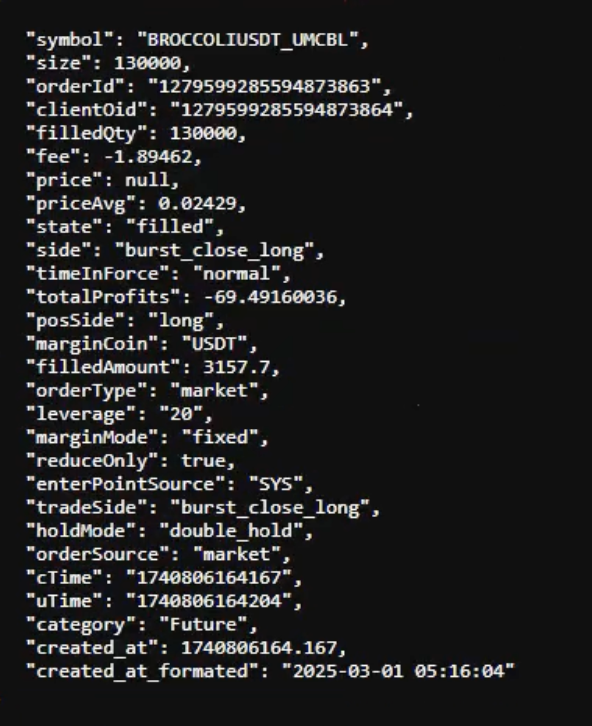 "symbol": "BROCCOLIUSDT_UMCBL",
"size": 130000,
"orderId": "1279599285594873863",
"clientOid": "1279599285594873864",
"filledQty": 130000,
"fee": -1.89462,
"price": null,
"priceAvg": 0.02429,
"state": "filled",
"side": "burst_close_long",
"timeInForce": "normal",
"totalProfits": -69.49160036,
"posSide": "long",
"marginCoin": "USDT",
"filledAmount": 3157.7,
"orderType": "market",
"leverage": "20",
"marginMode": "fixed",
"reduceOnly": true,
"enterPointSource": "SYS",
"tradeSide": "burst_close_long",
"holdMode": "double_hold",
"orderSource": "market",
"cTime": "1740806164167",
"uTime": "1740806164204",
"category": "Future",
"created_at": 1740806164.167,
"created_at_formated": "2025-03-01 05:16:04"